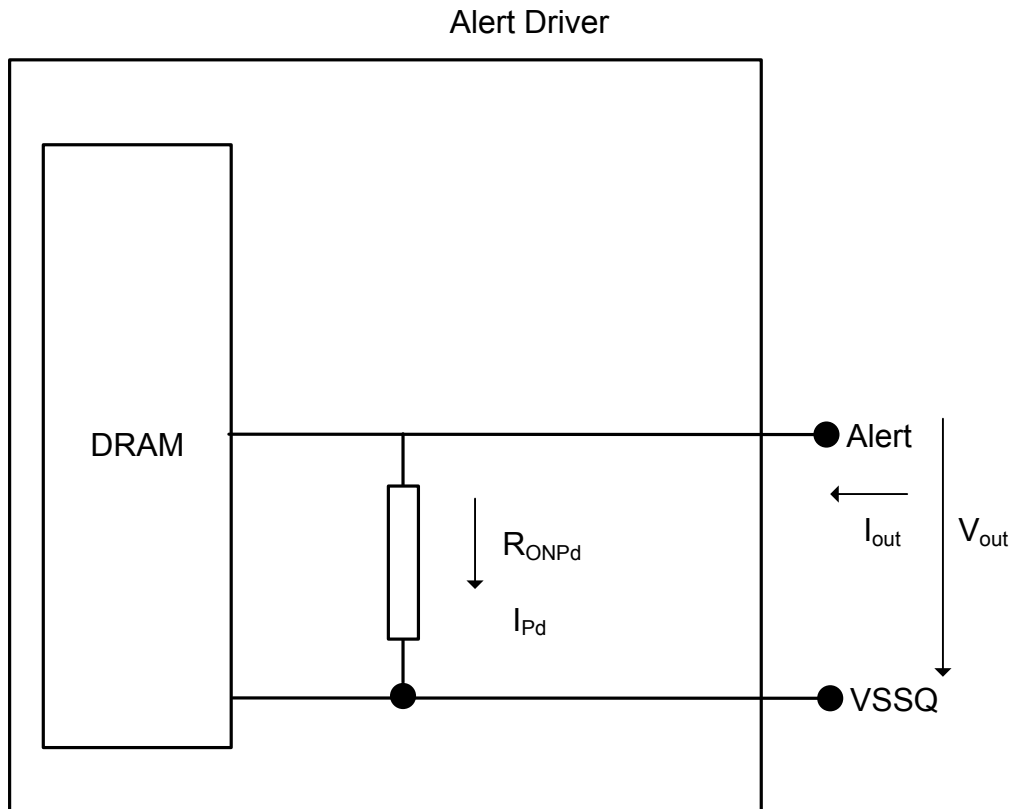 Alert Driver
DRAM
Alert
I_out
V_out
R_ONPd
I_Pd
VSSQ